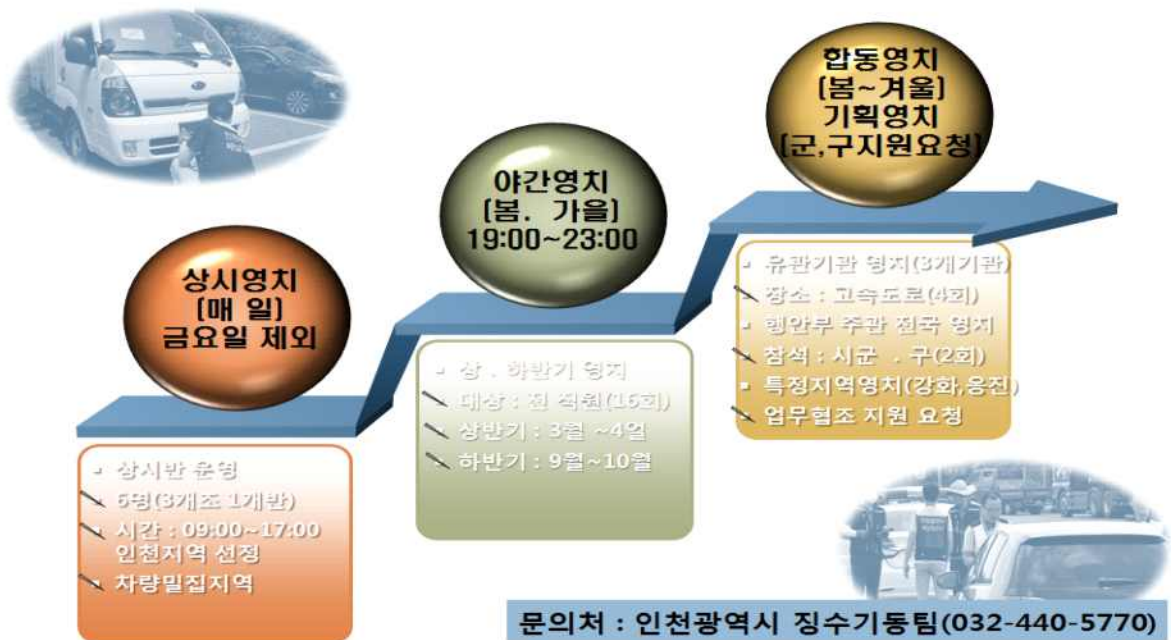 상시영치
(매 일)
금요일 제외
▪ 상시반 운영
6명(3개조 1개반)
▪ 시간 : 09:00~17:00
인천지역 선정
▪ 차량밀집지역
야간영치
(봄. 가을)
19:00~23:00
▪ 상 . 하반기 영치
대상 : 전 직원(16회)
▪ 상반기 : 3월 ~4월
▪ 하반기 : 9월~10월
합동영치
(봄~겨울)
기획영치
(군,구지원요청)
▪ 유관기관 영치(3개기관)
장소 : 고속도로(4회)
▪ 행안부 주관 전국 영치
참석 : 시군 . 구(2회)
▪ 특정지역영치(강화,옹진)
업무협조 지원 요청
문의처 : 인천광역시 징수기동팀(032-440-5770)